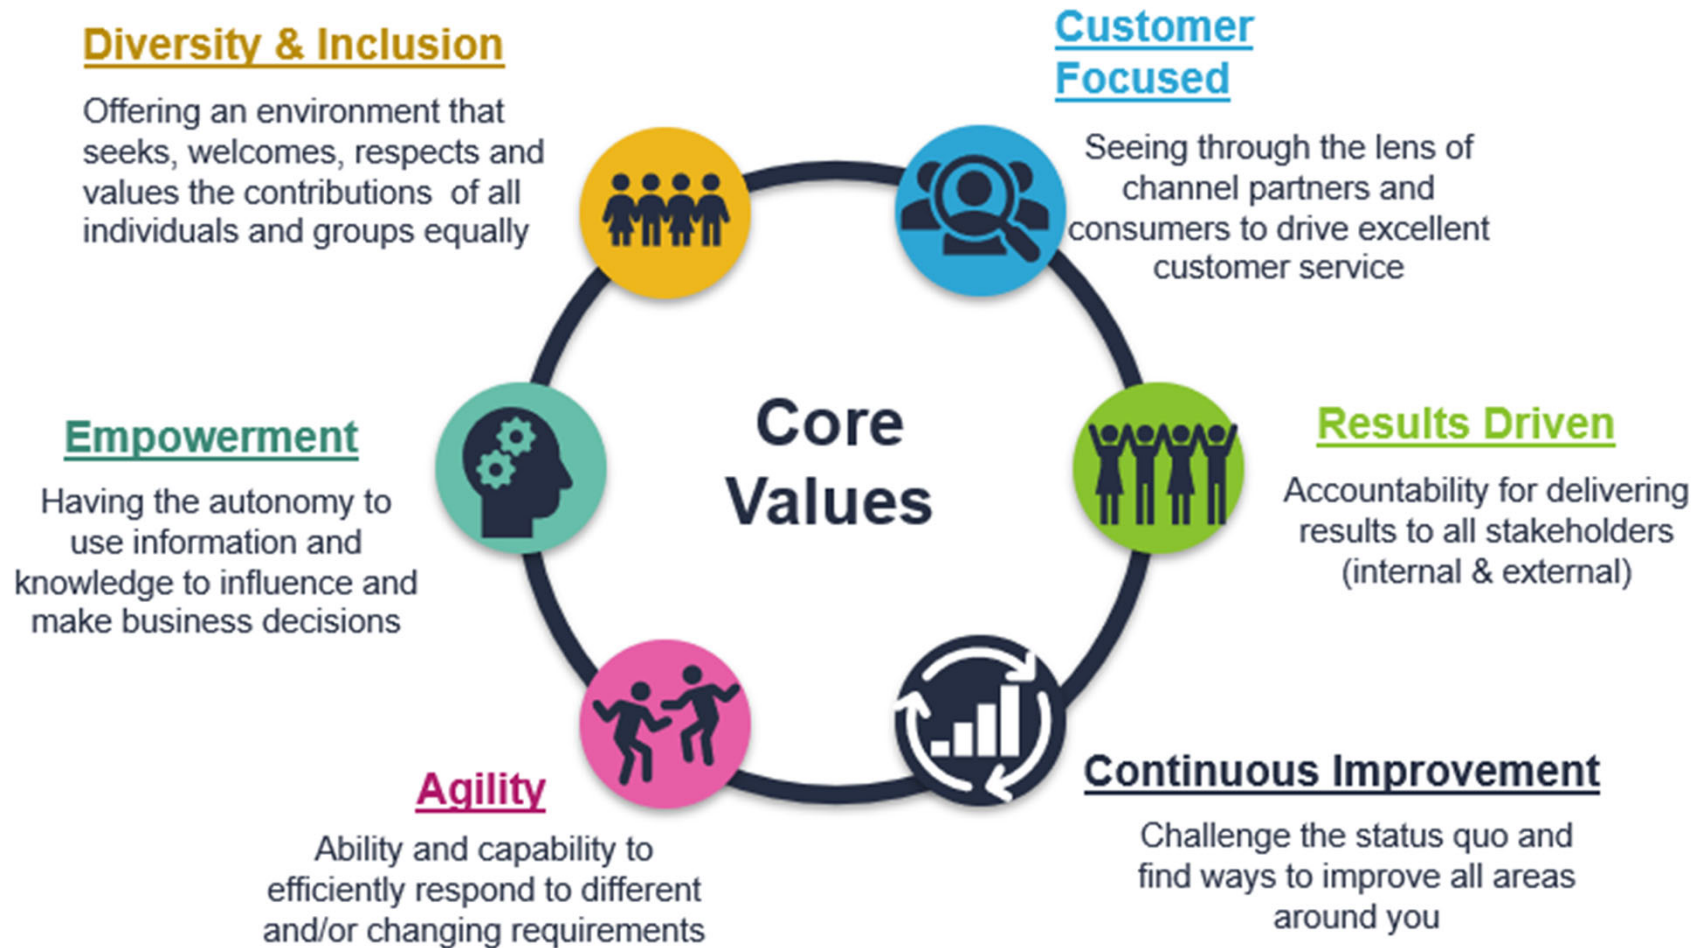 Diversity & Inclusion
Offering an environment that
seeks, welcomes, respects and
values the contributions  of all
individuals and groups equally
Customer
Focused
Seeing through the lens of
channel partners and
consumers to drive excellent
customer service
Core
Values
Empowerment
Having the autonomy to
use information and
knowledge to influence and
make business decisions
Results Driven
Accountability for delivering
results to all stakeholders
(internal & external)
Agility
Ability and capability to
efficiently respond to different
and/or changing requirements
Continuous Improvement
Challenge the status quo and
find ways to improve all areas
around you